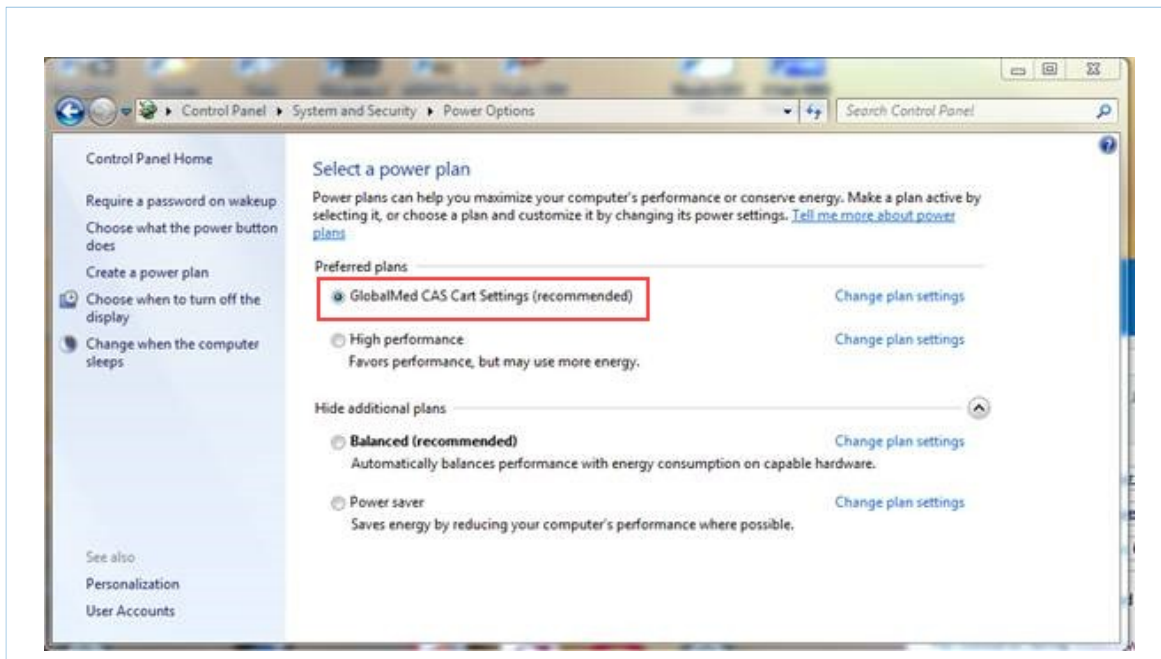 Control Panel ▸ System and Security ▸ Power Options
Search Control Panel
Control Panel Home
Require a password on wakeup
Choose what the power button
does
Create a power plan
Choose when to turn off the
display
Change when the computer
sleeps
See also
Personalization
User Accounts
Select a power plan
Power plans can help you maximize your computer's performance or conserve energy. Make a plan active by
selecting it, or choose a plan and customize it by changing its power settings. Tell me more about power
plans
Preferred plans
GlobalMed CAS Cart Settings (recommended) Change plan settings
High performance Change plan settings
Favors performance, but may use more energy.
Hide additional plans
Balanced (recommended) Change plan settings
Automatically balances performance with energy consumption on capable hardware.
Power saver Change plan settings
Saves energy by reducing your computer's performance where possible.